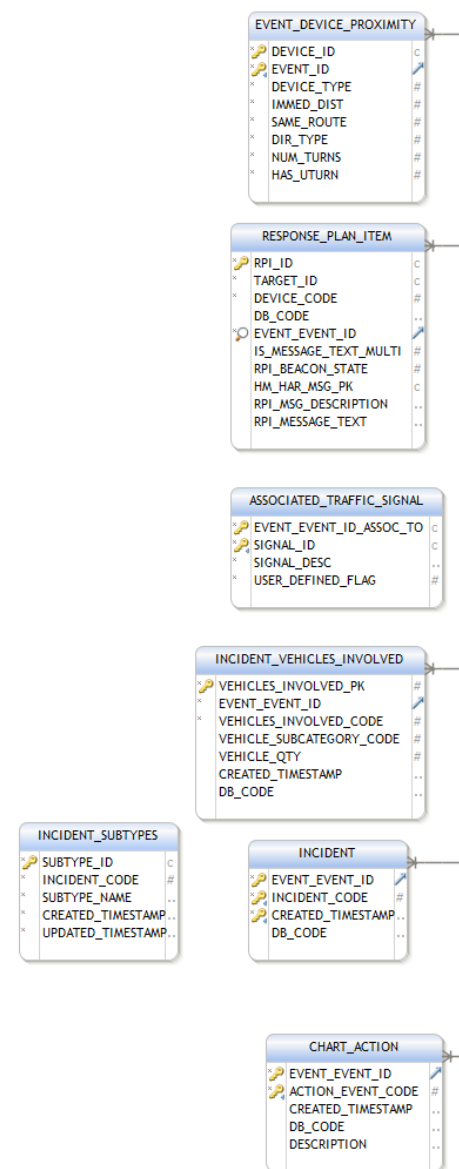 EVENT_DEVICE_PROXIMITY
DEVICE_ID c
EVENT_ID
DEVICE_TYPE #
IMMED_DIST #
SAME_ROUTE #
DIR_TYPE #
NUM_TURNS #
HAS_UTURN #
RESPONSE_PLAN_ITEM
RPI_ID c
TARGET_ID c
DEVICE_CODE #
DB_CODE ..
EVENT_EVENT_ID
IS_MESSAGE_TEXT_MULTI #
RPI_BEACON_STATE #
HM_HAR_MSG_PK c
RPI_MSG_DESCRIPTION ..
RPI_MESSAGE_TEXT ..
ASSOCIATED_TRAFFIC_SIGNAL
EVENT_EVENT_ID_ASSOC_TO c
SIGNAL_ID c
SIGNAL_DESC ..
USER_DEFINED_FLAG #
INCIDENT_VEHICLES_INVOLVED
VEHICLES_INVOLVED_PK #
EVENT_EVENT_ID
VEHICLES_INVOLVED_CODE #
VEHICLE_SUBCATEGORY_CODE #
VEHICLE_QTY #
CREATED_TIMESTAMP ..
DB_CODE ..
INCIDENT_SUBTYPES
SUBTYPE_ID c
INCIDENT_CODE #
SUBTYPE_NAME ..
CREATED_TIMESTAMP ..
UPDATED_TIMESTAMP ..
INCIDENT
EVENT_EVENT_ID
INCIDENT_CODE #
CREATED_TIMESTAMP ..
DB_CODE ..
CHART_ACTION
EVENT_EVENT_ID
ACTION_EVENT_CODE #
CREATED_TIMESTAMP ..
DB_CODE ..
DESCRIPTION ..